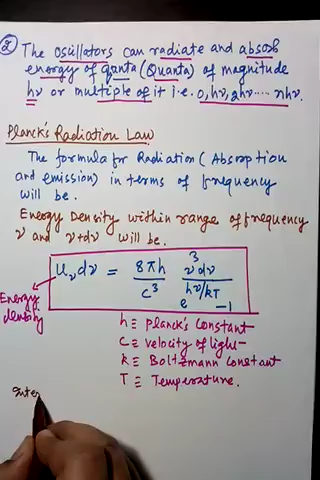 ② The oscillators can radiate and absorb
energy of qanta (Quanta) of magnitude
hν or multiple of it i.e. 0, hν, 2hν..... nhν.
Planck's Radiation Law
The formula for Radiation (Absorption
and emission) in terms of frequency
will be.
Energy Density within range of frequency
ν and ν+dν will be.
u_ν dν = 8πh/c³ ν³dν/(e^(hν/kT) -1)
Energy
density
h ≡ Planck's Constant
C ≡ velocity of light
k ≡ Boltzmann Constant
T ≡ Temperature.
Inte